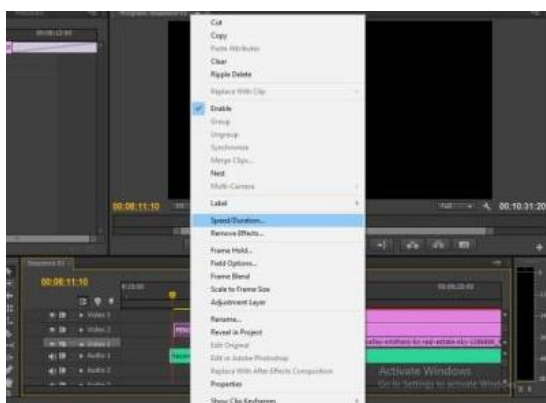 Cut
Copy
Paste Attributes
Clear
Ripple Delete
Replace With Clip
Enable
Group
Ungroup
Synchronize
Merge Clips...
Nest
Multi-Camera
Label
Speed/Duration...
Remove Effects...
Frame Hold...
Field Options...
Frame Blend
Scale to Frame Size
Adjustment Layer
Rename...
Reveal in Project
Edit Original
Edit in Adobe Photoshop
Replace With After Effects Composition
Properties
Show Clip Keyframes
00:08:11:10
Full
00:10:31:20
Sequence 01
00:08:11:10
Video 3
Video 2
Video 1
Audio 1
Audio 2
Activate Windows
Go to Settings to activate Windows